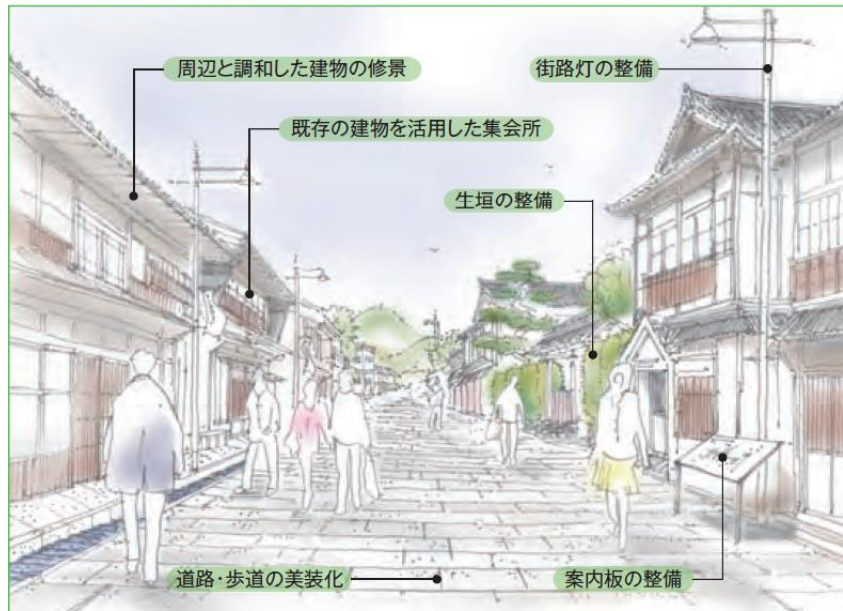 周辺と調和した建物の修景
街路灯の整備
既存の建物を活用した集会所
生垣の整備
道路・歩道の美装化
案内板の整備